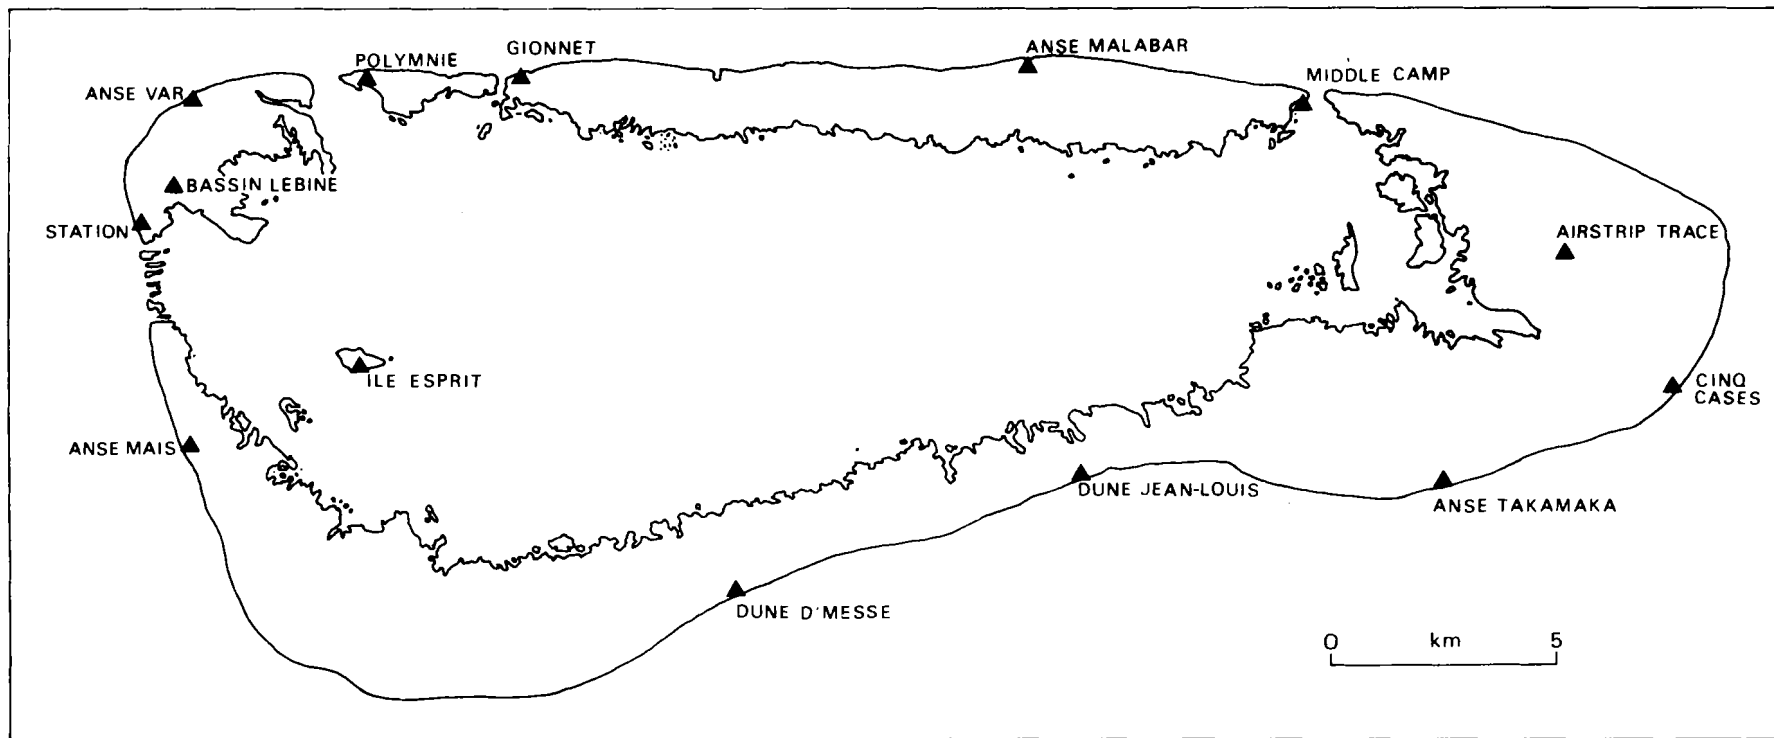 GIONNET
ANSE MALABAR
POLYMNIE
MIDDLE CAMP
ANSE VAR
BASSIN LEBINE
STATION
AIRSTRIP TRACE
ILE ESPRIT
CINQ
CASES
ANSE MAIS
DUNE JEAN-LOUIS
ANSE TAKAMAKA
DUNE D'MESSE
0 km 5